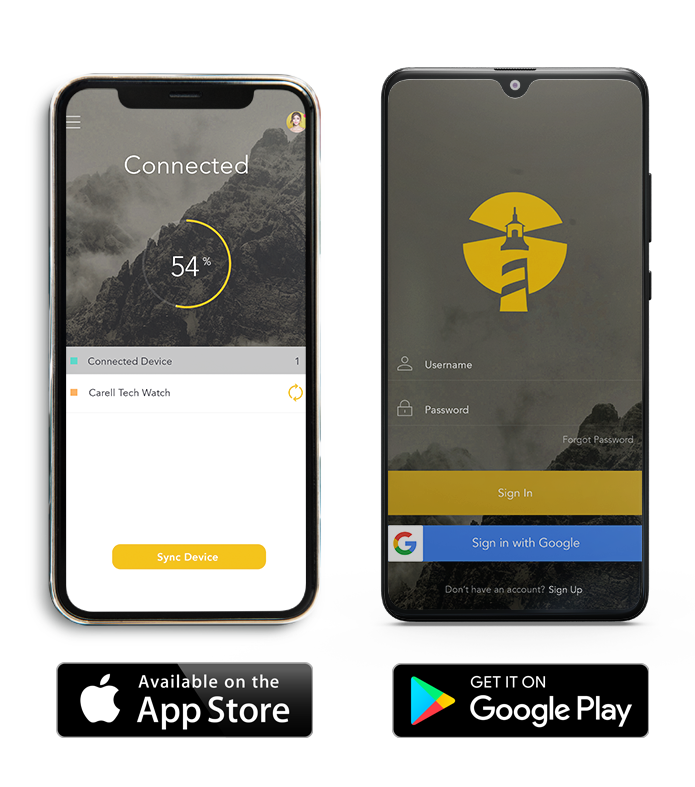 Connected
54%
Connected Device 1
Carell Tech Watch
Sync Device
Username
Password
Forgot Password
Sign In
Sign in with Google
Don't have an account? Sign Up
Available on the
App Store
GET IT ON
Google Play